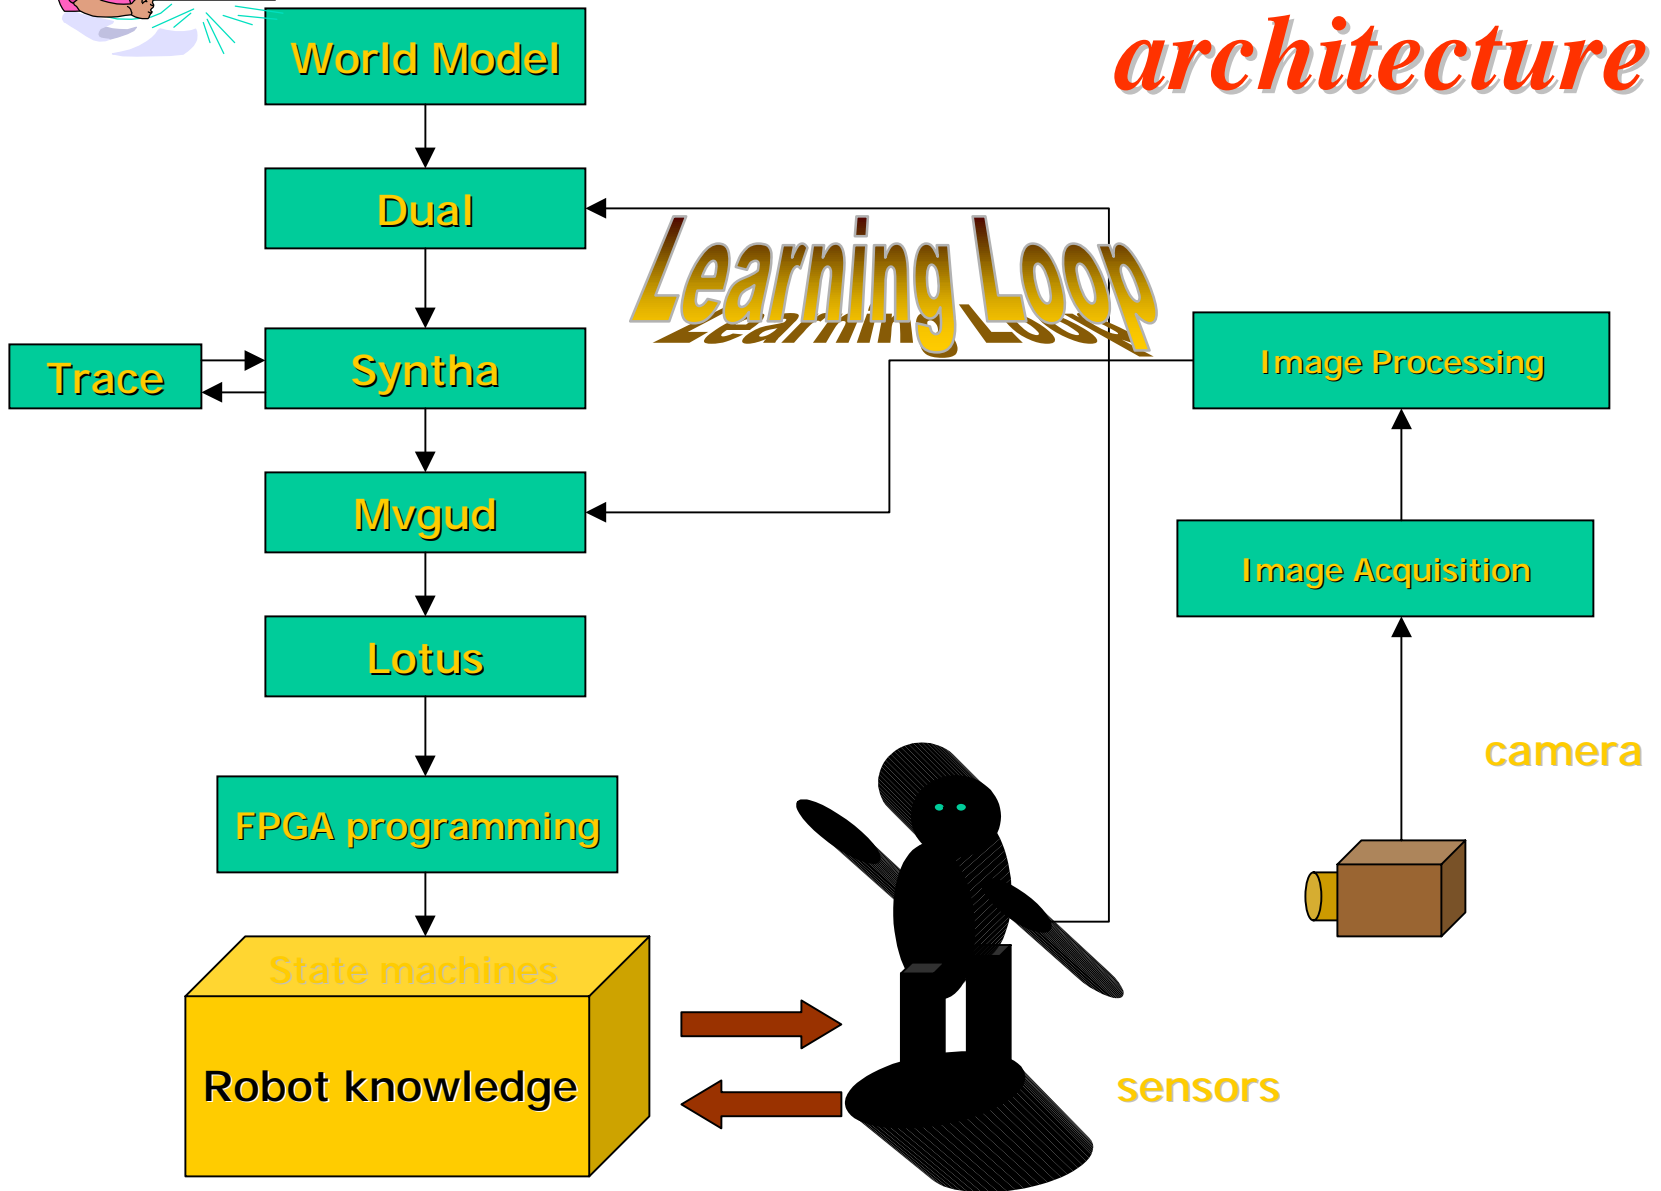 architecture
World Model
Dual
Learning Loop
Trace
Syntha
Image Processing
Mvgud
Image Acquisition
Lotus
camera
FPGA programming
State machines
Robot knowledge
sensors